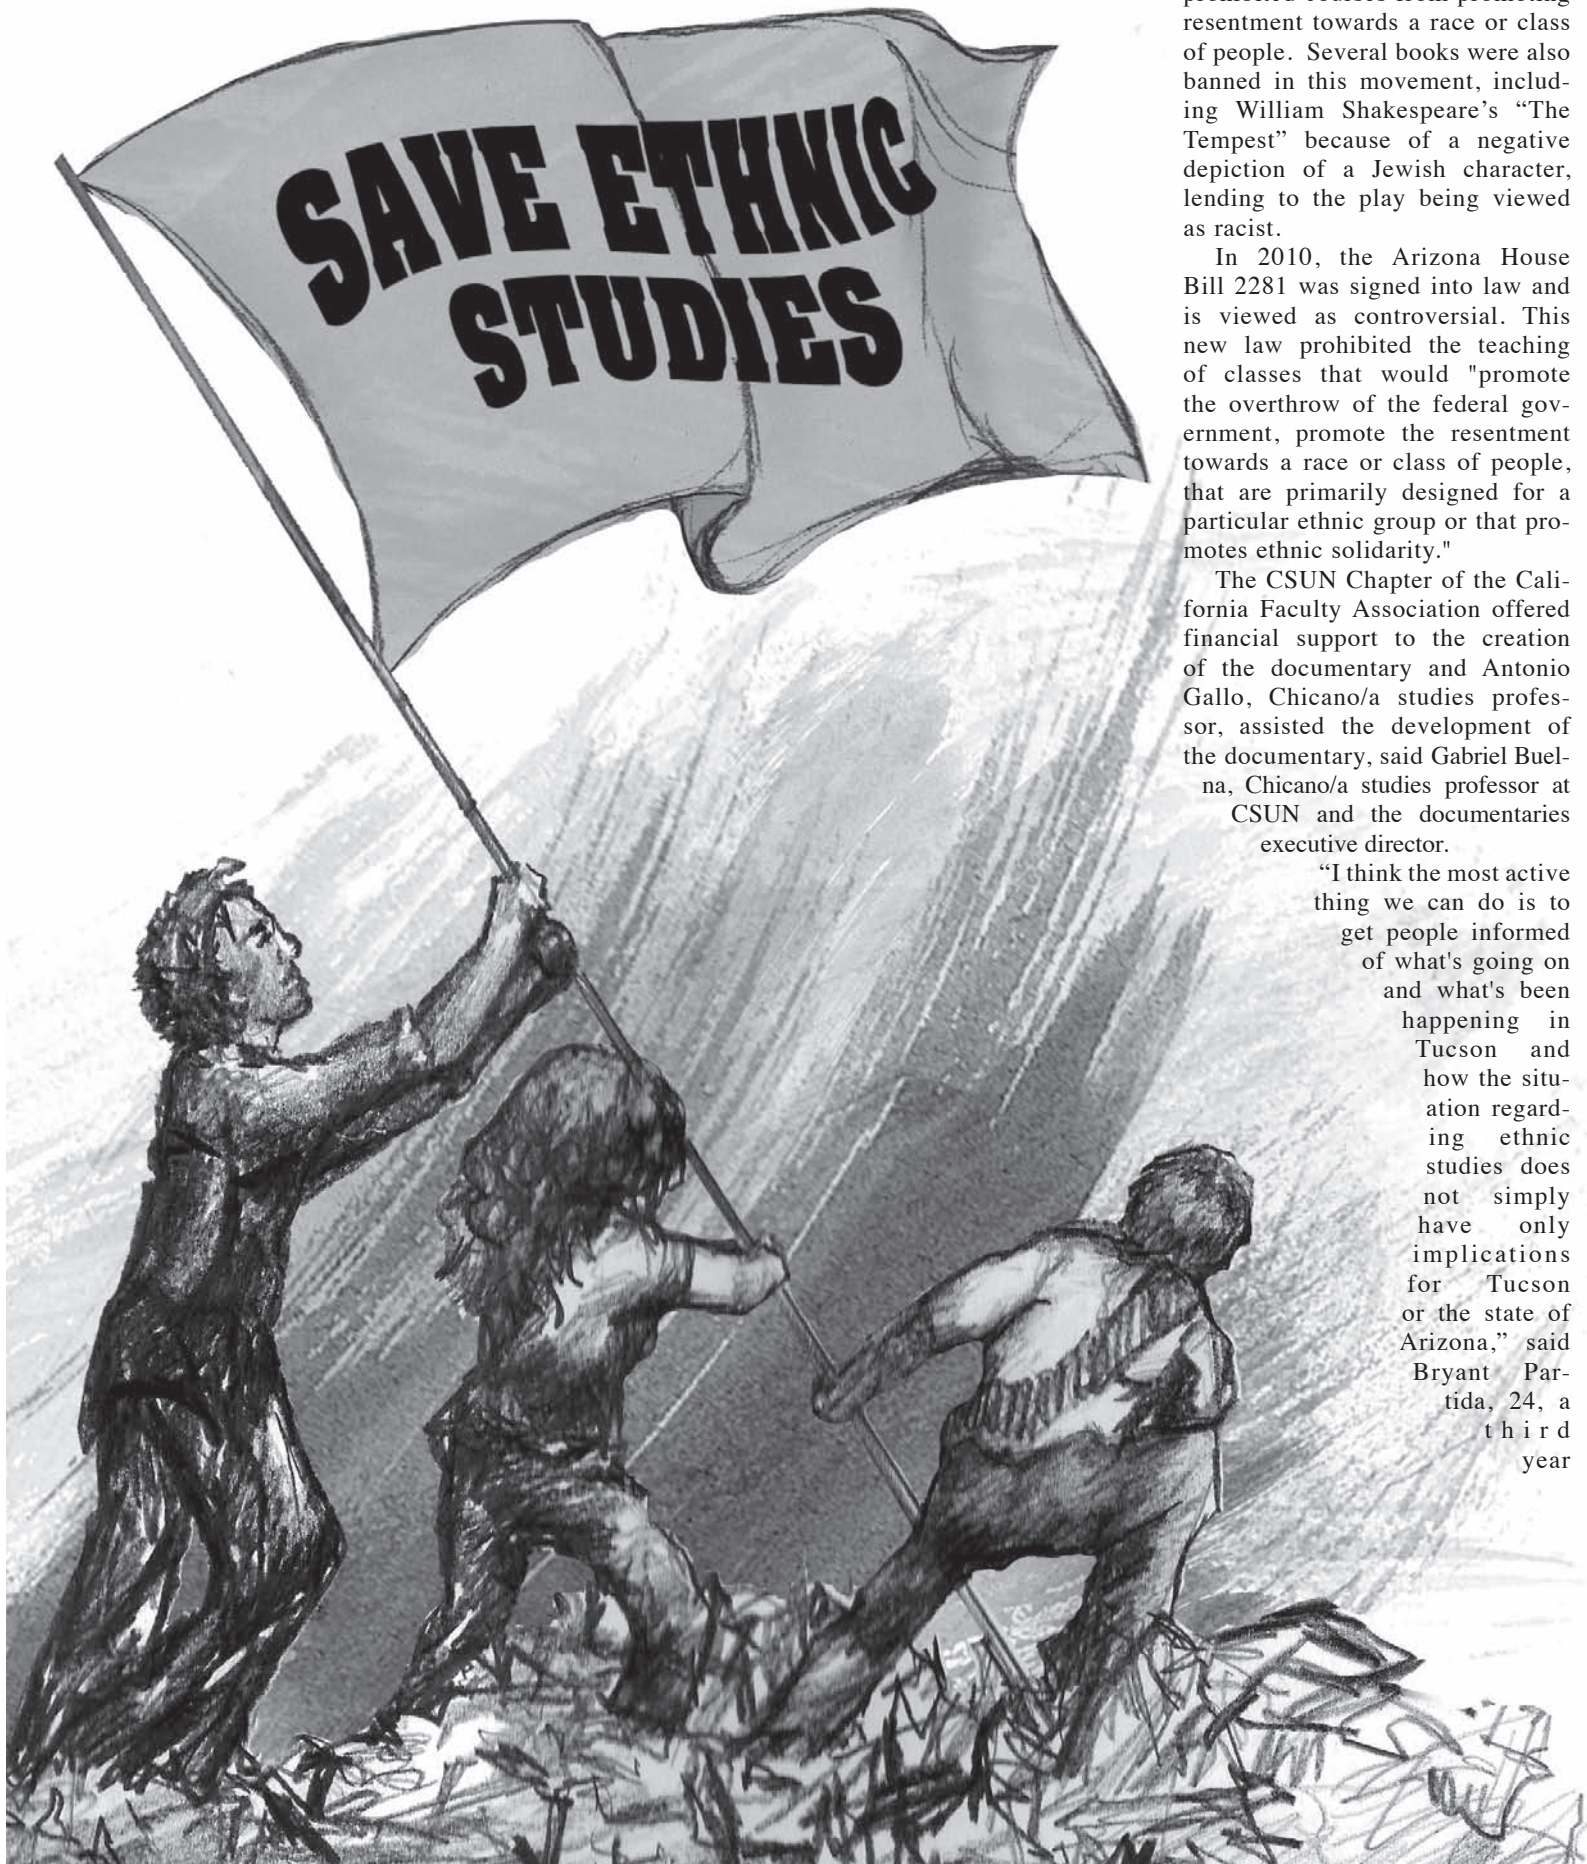 SAVE ETHNIC
STUDIES
resentment towards a race or class
of people. Several books were also
banned in this movement, includ-
ing William Shakespeare’s “The
Tempest” because of a negative
depiction of a Jewish character,
lending to the play being viewed
as racist.
In 2010, the Arizona House
Bill 2281 was signed into law and
is viewed as controversial. This
new law prohibited the teaching
of classes that would "promote
the overthrow of the federal gov-
ernment, promote the resentment
towards a race or class of people,
that are primarily designed for a
particular ethnic group or that pro-
motes ethnic solidarity."
The CSUN Chapter of the Cali-
fornia Faculty Association offered
financial support to the creation
of the documentary and Antonio
Gallo, Chicano/a studies profes-
sor, assisted the development of
the documentary, said Gabriel Buel-
na, Chicano/a studies professor at
CSUN and the documentaries
executive director.
“I think the most active
thing we can do is to
get people informed
of what's going on
and what's been
happening in
Tucson and
how the situ-
ation regard-
ing ethnic
studies does
not simply
have only
implications
for Tucson
or the state of
Arizona,” said
Bryant Par-
tida, 24, a
third
year